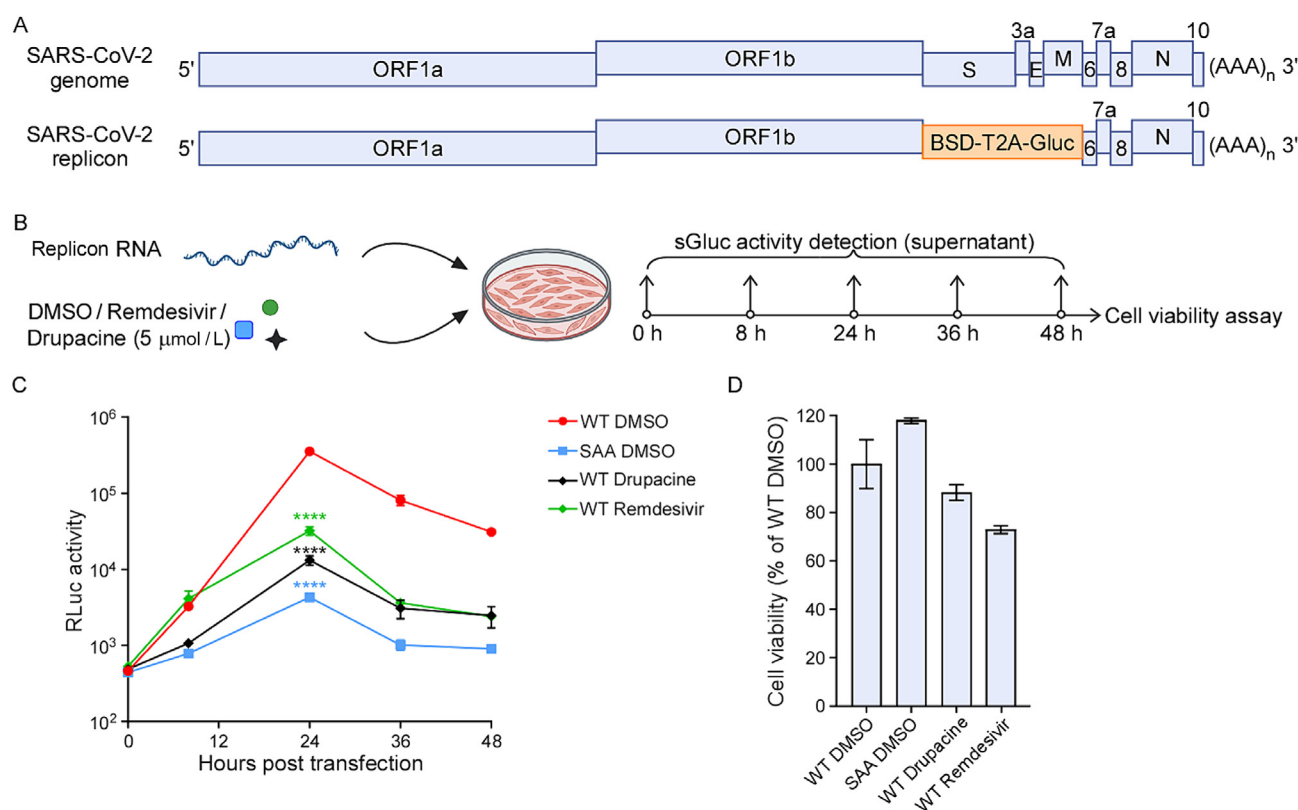 A
SARS-CoV-2
genome
5'
ORF1a
ORF1b
S
3a
E
M
6
7a
8
N
10
(AAA)n 3'
SARS-CoV-2
replicon
5'
ORF1a
ORF1b
BSD-T2A-Gluc
6
7a
8
N
10
(AAA)n 3'
B
Replicon RNA
DMSO / Remdesivir /
Drupacine (5 μmol / L)
sGluc activity detection (supernatant)
0 h
8 h
24 h
36 h
48 h
Cell viability assay
C
RLuc activity
10^6
10^5
10^4
10^3
10^2
****
****
****
0
12
24
36
48
Hours post transfection
WT DMSO
SAA DMSO
WT Drupacine
WT Remdesivir
D
Cell viability (% of WT DMSO)
120
100
80
60
40
20
0
WT DMSO
SAA DMSO
WT Drupacine
WT Remdesivir